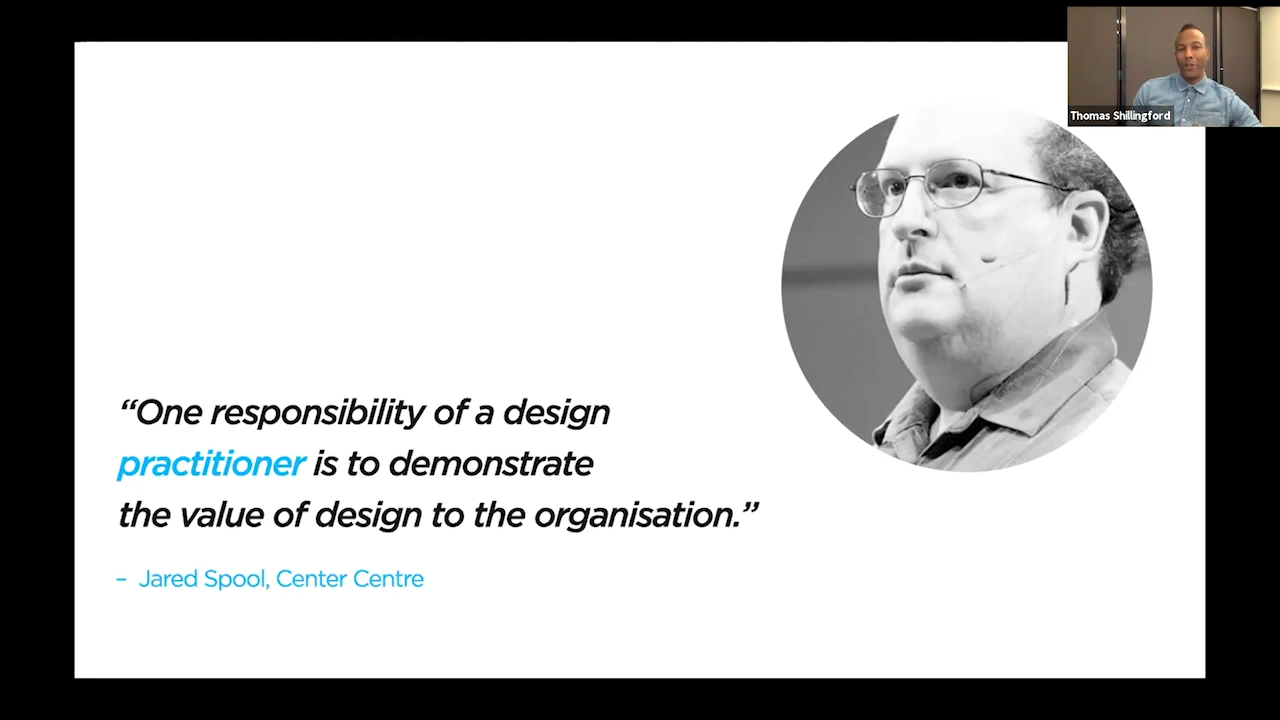 Thomas Shillingford
“One responsibility of a design
practitioner is to demonstrate
the value of design to the organisation.”
– Jared Spool, Center Centre